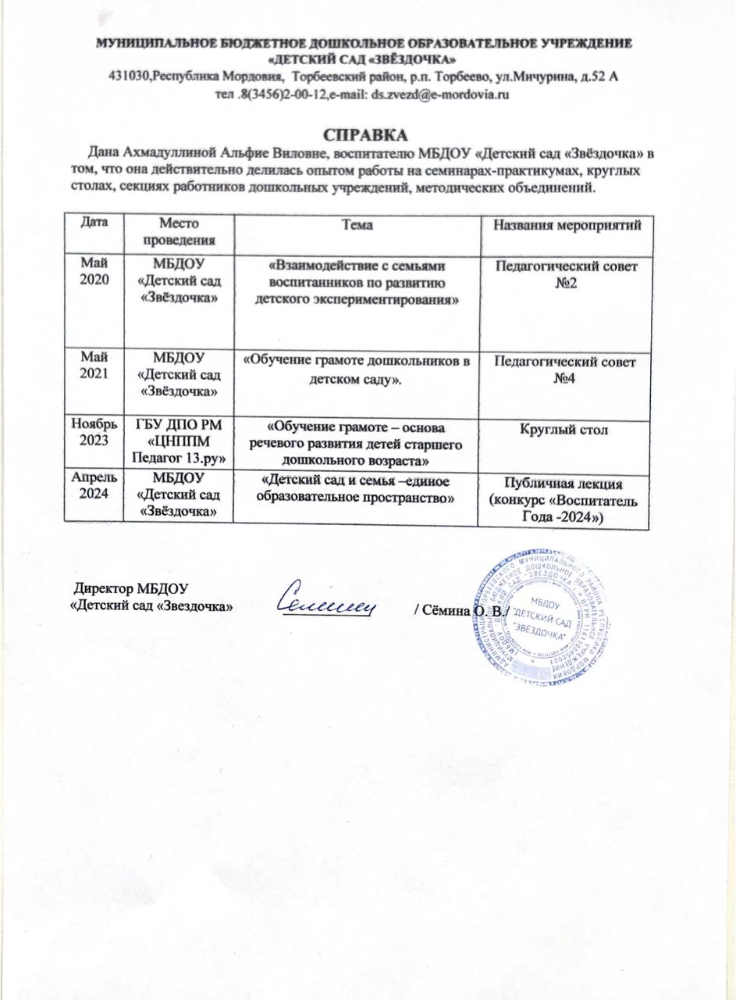 МУНИЦИПАЛЬНОЕ БЮДЖЕТНОЕ ДОШКОЛЬНОЕ ОБРАЗОВАТЕЛЬНОЕ УЧРЕЖДЕНИЕ
«ДЕТСКИЙ САД «ЗВЁЗДОЧКА»
431030,Республика Мордовия, Торбеевский район, р.п. Торбеево, ул.Мичурина, д.52 А
тел .8(3456)2-00-12,e-mail: ds.zvezd@e-mordovia.ru
СПРАВКА
Дана Ахмадуллиной Альфие Виловне, воспитателю МБДОУ «Детский сад «Звёздочка» в
том, что она действительно делилась опытом работы на семинарах-практикумах, круглых
столах, секциях работников дошкольных учреждений, методических объединений.
Дата
Место
проведения
Тема
Названия мероприятий
Май
2020
МБДОУ
«Детский сад
«Звёздочка»
«Взаимодействие с семьями
воспитанников по развитию
детского экспериментирования»
Педагогический совет
№2
Май
2021
МБДОУ
«Детский сад
«Звёздочка»
«Обучение грамоте дошкольников в
детском саду».
Педагогический совет
№4
Ноябрь
2023
ГБУ ДПО РМ
«ЦНППМ
Педагог 13.ру»
«Обучение грамоте – основа
речевого развития детей старшего
дошкольного возраста»
Круглый стол
Апрель
2024
МБДОУ
«Детский сад
«Звёздочка»
«Детский сад и семья –единое
образовательное пространство»
Публичная лекция
(конкурс «Воспитатель
Года -2024»)
Директор МБДОУ
«Детский сад «Звездочка»
/ Сёмина О. В./
МБДОУ
"ДЕТСКИЙ САД
"ЗВЁЗДОЧКА"